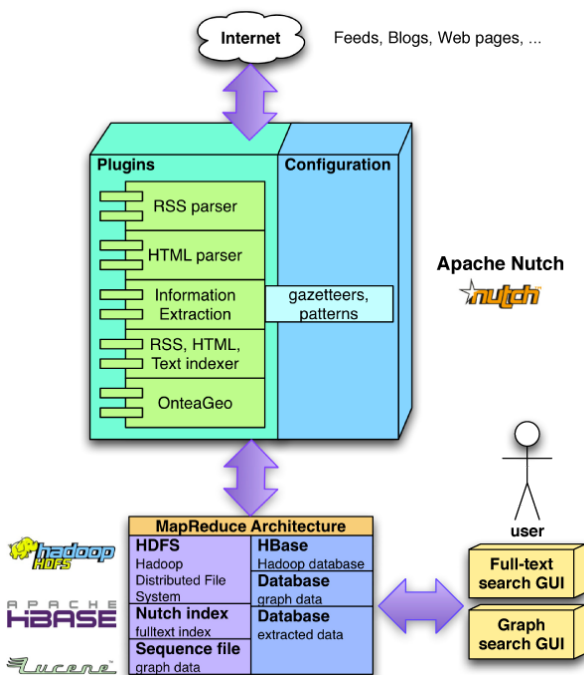 Internet
Feeds, Blogs, Web pages, ...
Plugins
Configuration
RSS parser
HTML parser
Information
Extraction
gazetteers,
patterns
RSS, HTML,
Text indexer
OnteaGeo
Apache Nutch
nutch
user
Full-text
search GUI
Graph
search GUI
MapReduce Architecture
HDFS
Hadoop
Distributed File
System
Nutch index
fulltext index
Sequence file
graph data
HBase
Hadoop database
Database
graph data
Database
extracted data
hadoop
HDFS
APACHE
HBASE
Lucene™